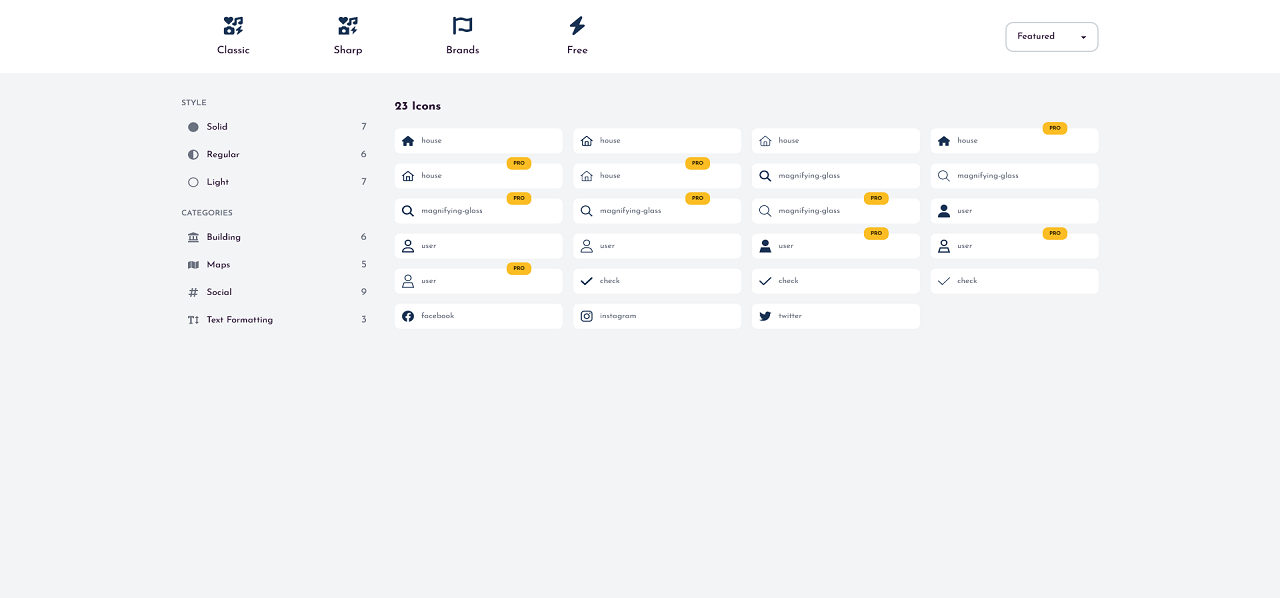 Classic
Sharp
Brands
Free
Featured
STYLE
Solid 7
Regular 6
Light 7
CATEGORIES
Building 6
Maps 5
Social 9
Text Formatting 3
23 Icons
house
house
house
PRO
house
PRO
house
PRO
house
magnifying-glass
magnifying-glass
PRO
magnifying-glass
PRO
magnifying-glass
PRO
magnifying-glass
user
user
user
PRO
user
PRO
user
PRO
user
check
check
check
facebook
instagram
twitter